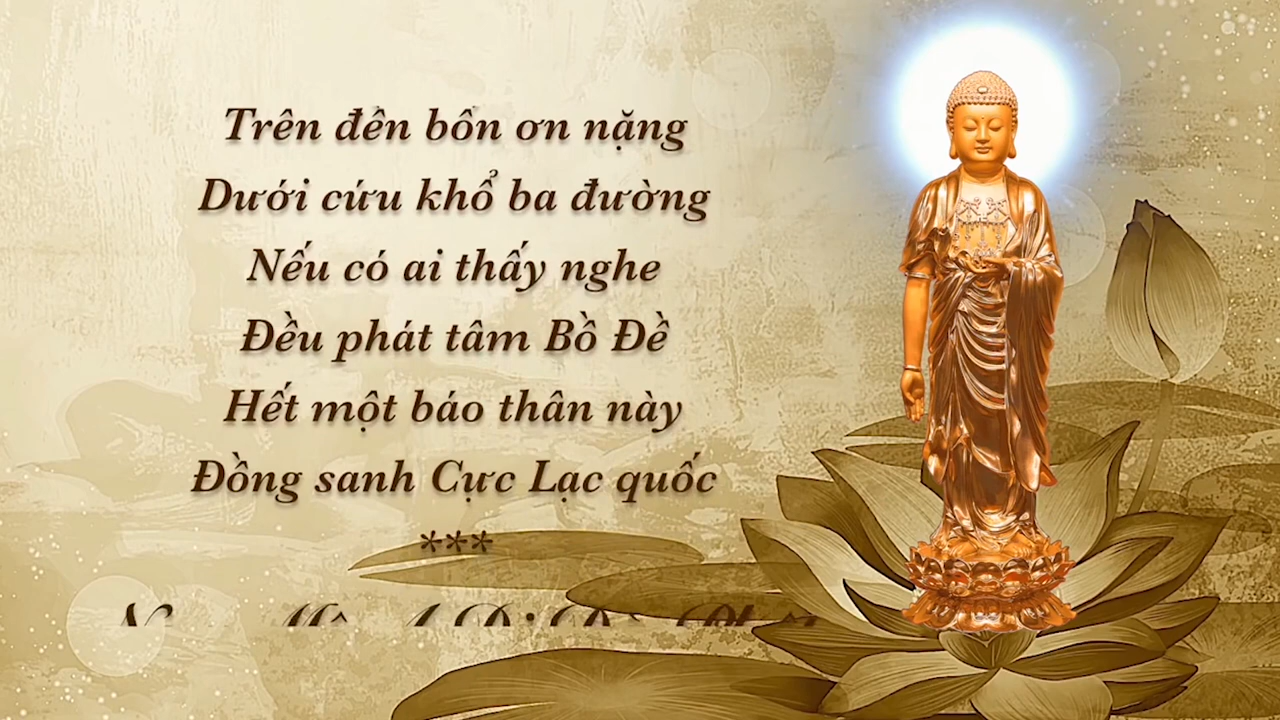 Trên đền bốn ơn nặng
Dưới cứu khổ ba đường
Nếu có ai thấy nghe
Đều phát tâm Bồ Đề
Hết một báo thân này
Đồng sanh Cực Lạc quốc
***